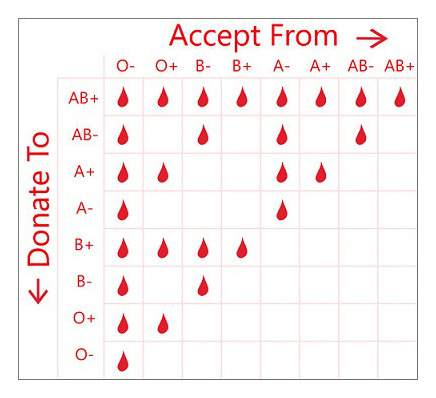 Accept From
O- O+ B- B+ A- A+ AB- AB+
Donate To
AB+
AB-
A+
A-
B+
B-
O+
O-